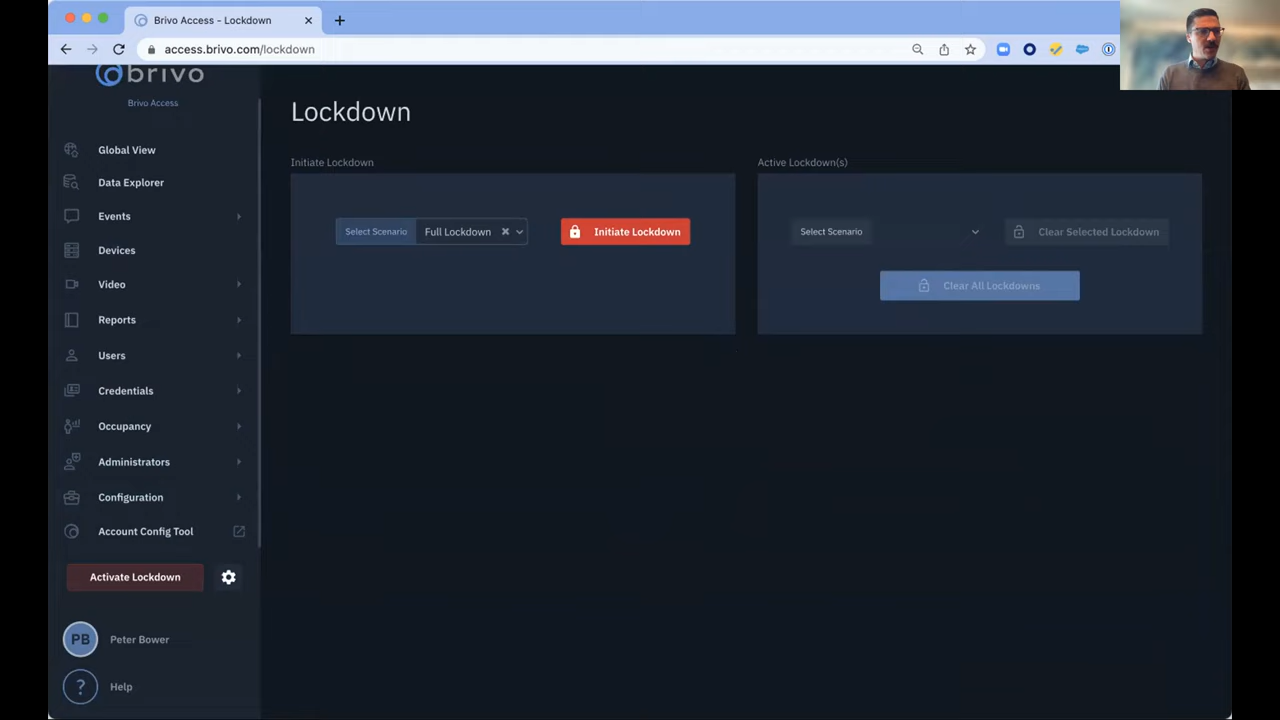 Brivo Access - Lockdown
access.brivo.com/lockdown
brivo
Brivo Access
Global View
Data Explorer
Events
Devices
Video
Reports
Users
Credentials
Occupancy
Administrators
Configuration
Account Config Tool
Activate Lockdown
PB Peter Bower
? Help
Lockdown
Initiate Lockdown
Select Scenario Full Lockdown Initiate Lockdown
Active Lockdown(s)
Select Scenario Clear Selected Lockdown
Clear All Lockdowns